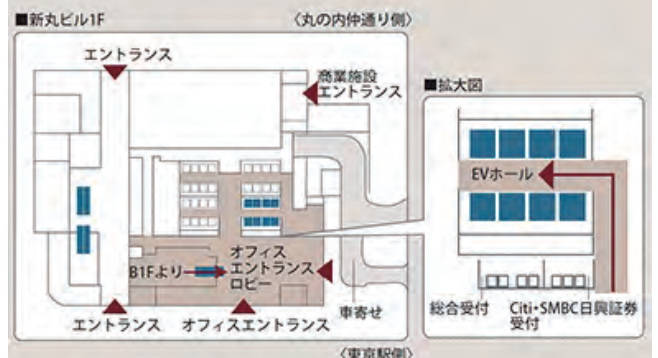 ■新丸ビル1F
〈丸の内仲通り側〉
エントランス
商業施設
エントランス
オフィス
エントランス
ロビー
B1Fより
車寄せ
エントランス
オフィスエントランス
〈東京駅側〉
■拡大図
EVホール
総合受付
Citi・SMBC日興証券
受付